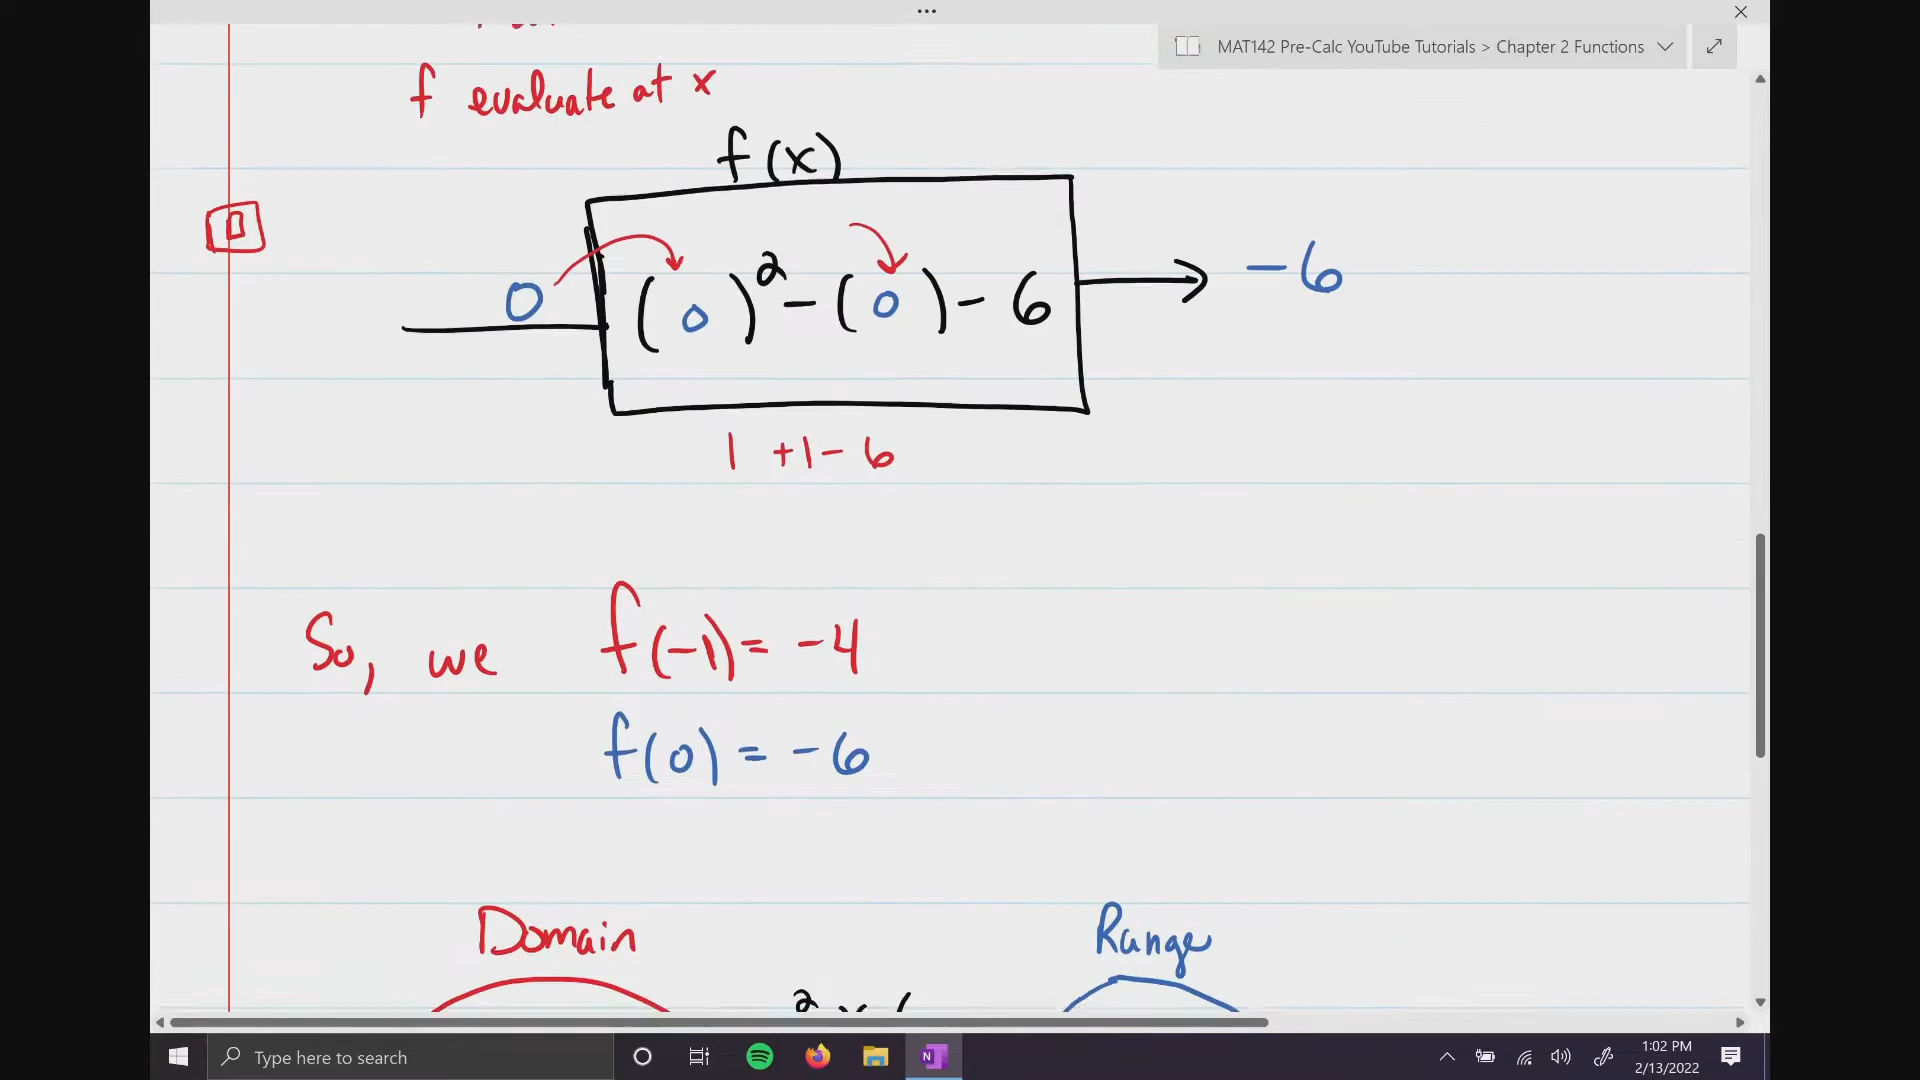 MAT142 Pre-Calc YouTube Tutorials > Chapter 2 Functions
f evaluate at x
f(x)
0 (0)² - (0) - 6 → -6
1 +1 - 6
So, we f(-1) = -4
f(0) = -6
Domain Range
Type here to search
1:02 PM
2/13/2022